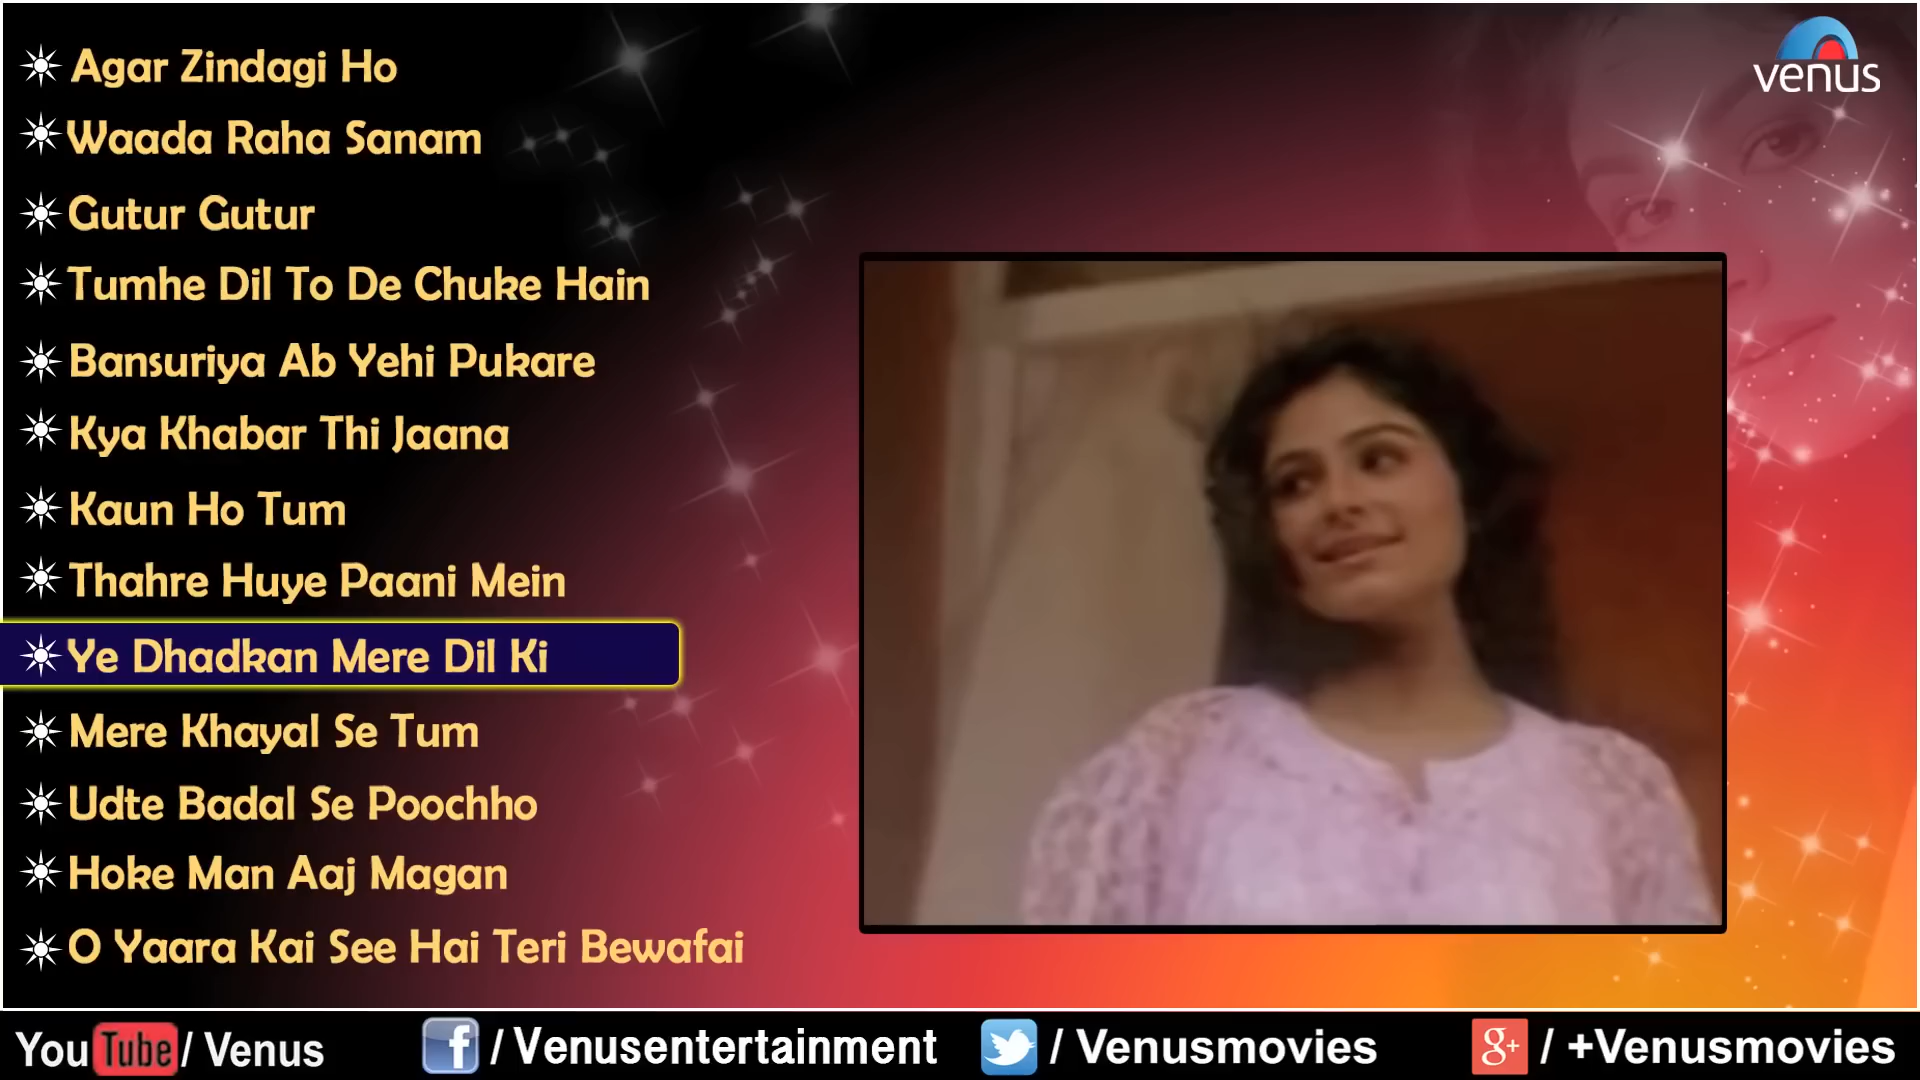 Agar Zindagi Ho
Waada Raha Sanam
Gutur Gutur
Tumhe Dil To De Chuke Hain
Bansuriya Ab Yehi Pukare
Kya Khabar Thi Jaana
Kaun Ho Tum
Thahre Huye Paani Mein
Ye Dhadkan Mere Dil Ki
Mere Khayal Se Tum
Udte Badal Se Poochho
Hoke Man Aaj Magan
O Yaara Kai See Hai Teri Bewafai
venus
YouTube / Venus
f / Venusentertainment
/ Venusmovies
g+ / +Venusmovies